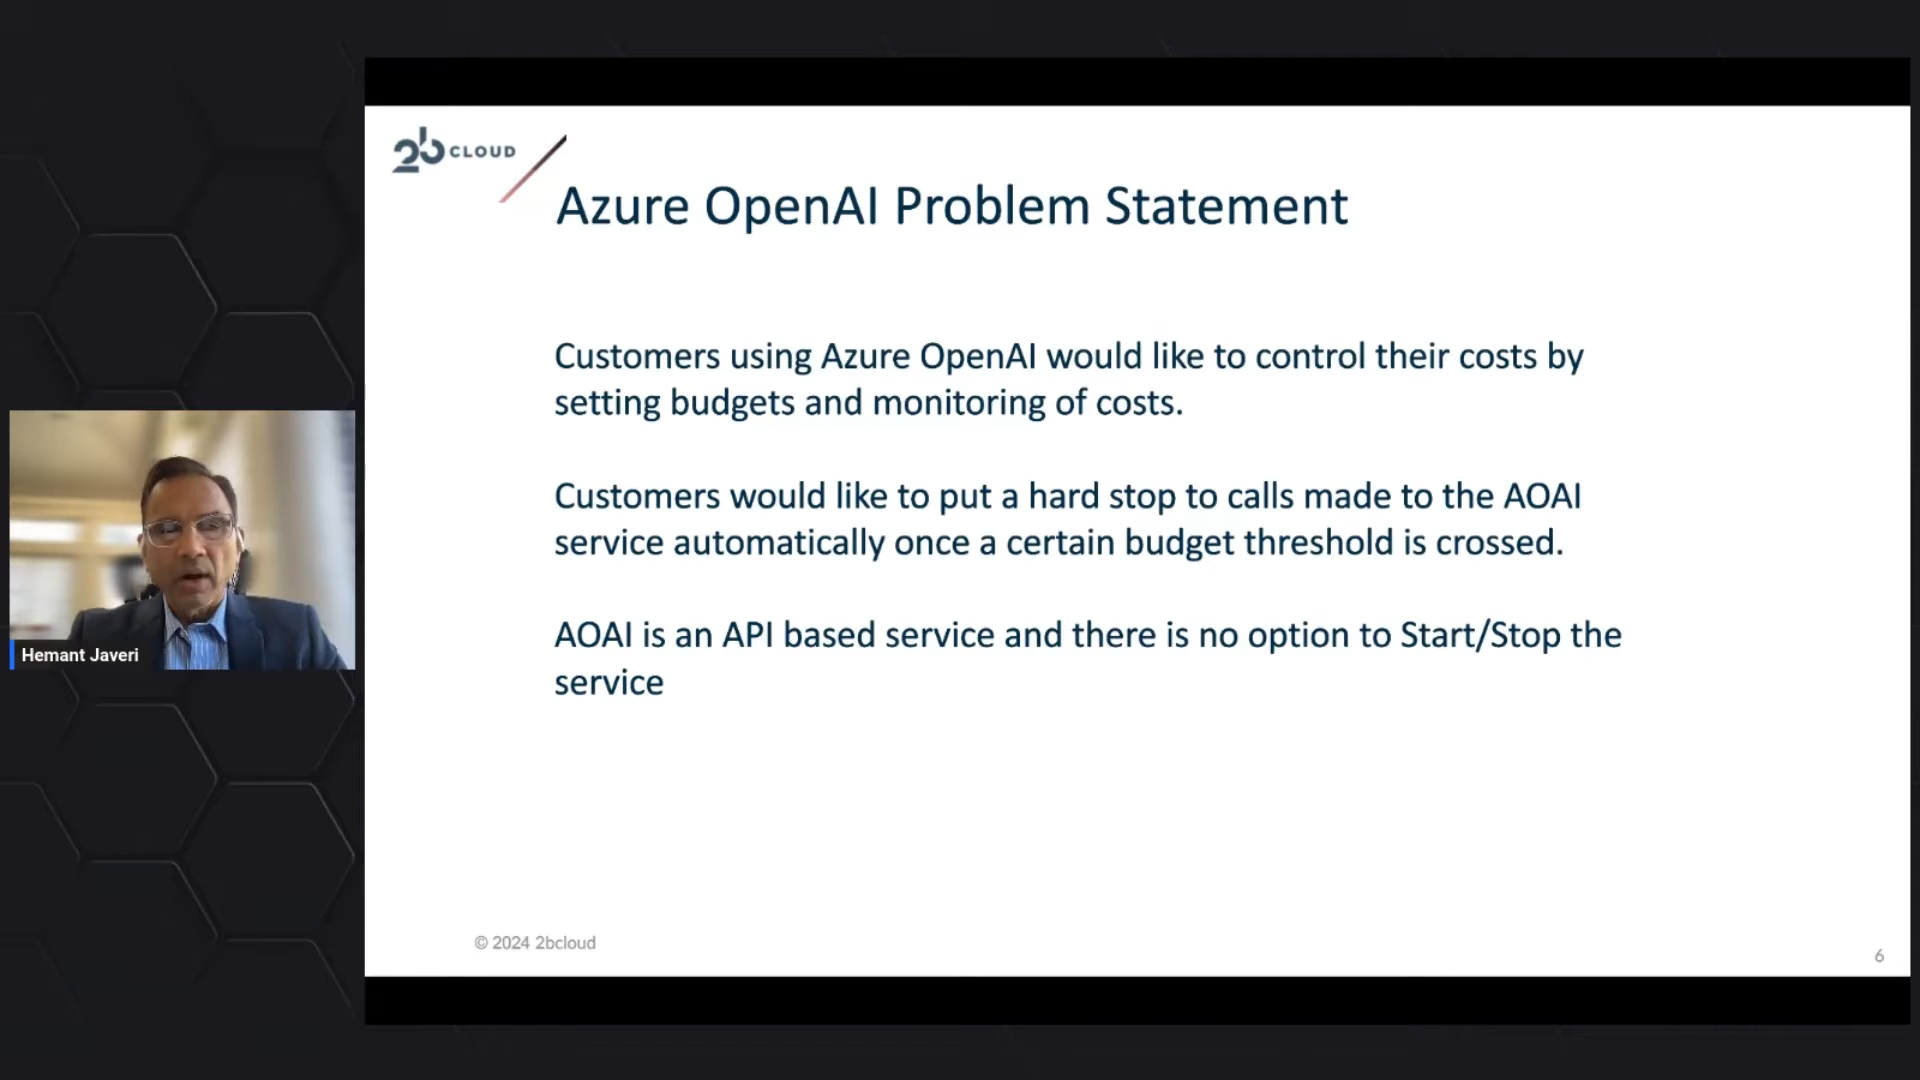 2b CLOUD
Azure OpenAI Problem Statement
Customers using Azure OpenAI would like to control their costs by
setting budgets and monitoring of costs.
Customers would like to put a hard stop to calls made to the AOAI
service automatically once a certain budget threshold is crossed.
AOAI is an API based service and there is no option to Start/Stop the
service
Hemant Javeri
© 2024 2bcloud
6